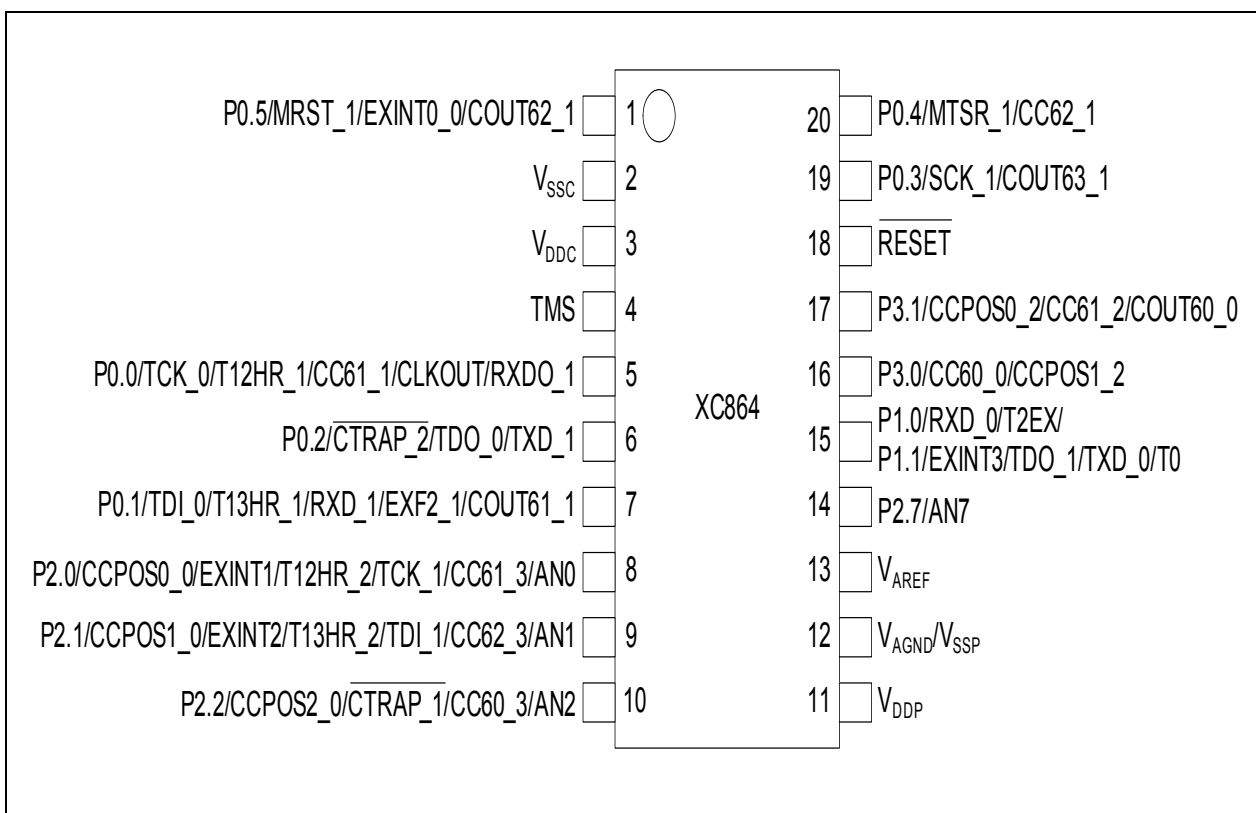 P0.5/MRST_1/EXINT0_0/COUT62_1 1
VSSC 2
VDDC 3
TMS 4
P0.0/TCK_0/T12HR_1/CC61_1/CLKOUT/RXDO_1 5
P0.2/CTRAP_2/TDO_0/TXD_1 6
P0.1/TDI_0/T13HR_1/RXD_1/EXF2_1/COUT61_1 7
P2.0/CCPOS0_0/EXINT1/T12HR_2/TCK_1/CC61_3/AN0 8
P2.1/CCPOS1_0/EXINT2/T13HR_2/TDI_1/CC62_3/AN1 9
P2.2/CCPOS2_0/CTRAP_1/CC60_3/AN2 10
XC864
20 P0.4/MTSR_1/CC62_1
19 P0.3/SCK_1/COUT63_1
18 RESET
17 P3.1/CCPOS0_2/CC61_2/COUT60_0
16 P3.0/CC60_0/CCPOS1_2
15 P1.0/RXD_0/T2EX/
P1.1/EXINT3/TDO_1/TXD_0/T0
14 P2.7/AN7
13 VAREF
12 VAGND/VSSP
11 VDDP